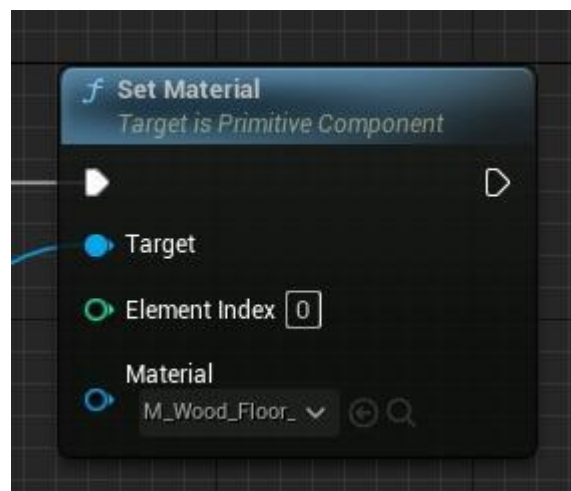 f Set Material
Target is Primitive Component
Target
Element Index 0
Material
M_Wood_Floor_